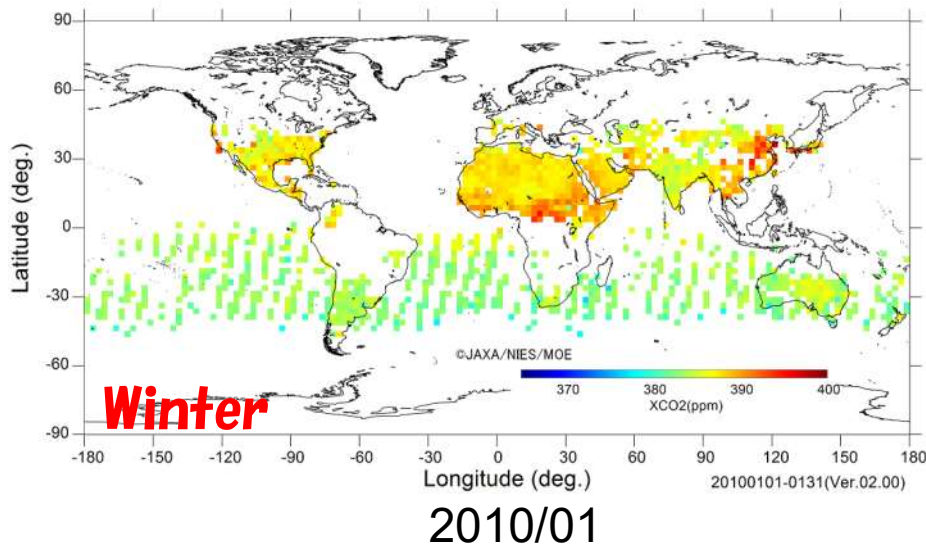 90
60
30
0
-30
-60
-90
Latitude (deg.)
©JAXA/NIES/MOE
370 380 390 400
XCO2(ppm)
Winter
-180 -150 -120 -90 -60 -30 0 30 60 90 120 150 180
Longitude (deg.)
20100101-0131(Ver.02.00)
2010/01